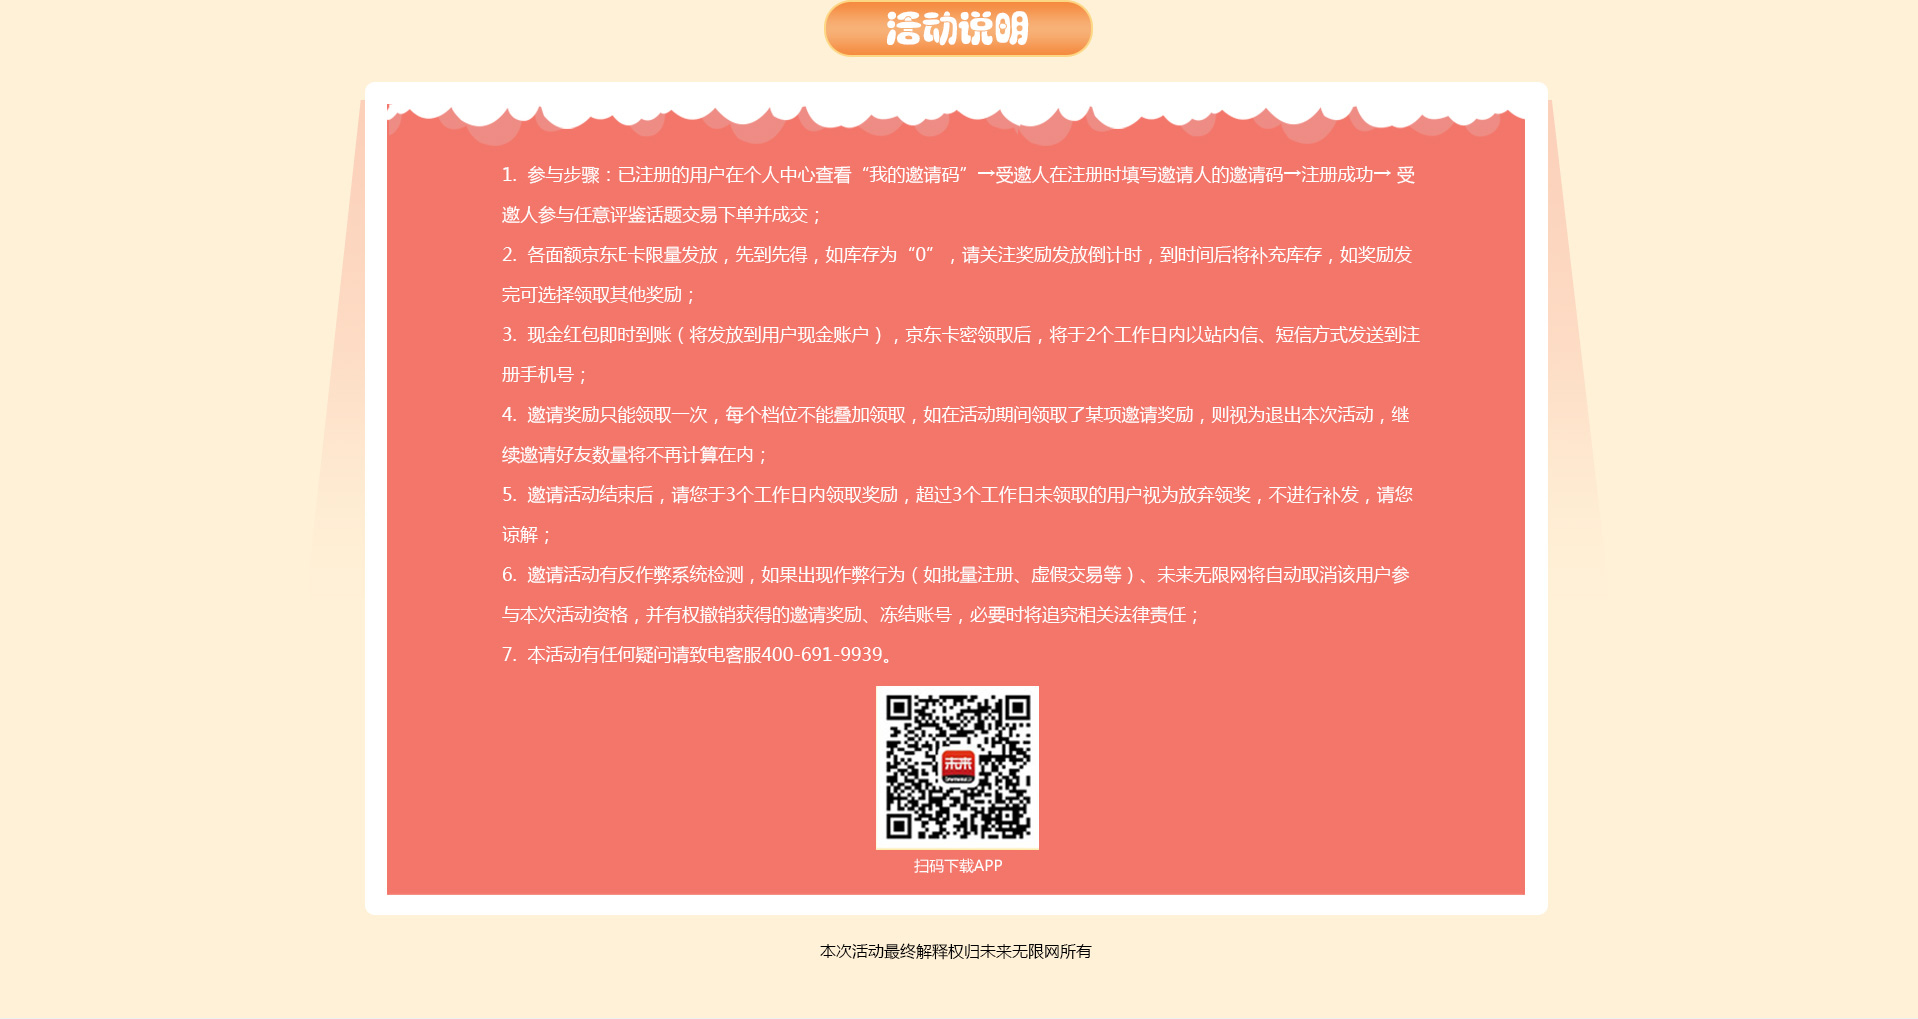 活动说明
1. 参与步骤：已注册的用户在个人中心查看“我的邀请码”→受邀人在注册时填写邀请人的邀请码→注册成功→ 受
邀人参与任意评鉴话题交易下单并成交；
2. 各面额京东E卡限量发放，先到先得，如库存为“0”，请关注奖励发放倒计时，到时间后将补充库存，如奖励发
完可选择领取其他奖励；
3. 现金红包即时到账（将发放到用户现金账户），京东卡密领取后，将于2个工作日内以站内信、短信方式发送到注
册手机号；
4. 邀请奖励只能领取一次，每个档位不能叠加领取，如在活动期间领取了某项邀请奖励，则视为退出本次活动，继
续邀请好友数量将不再计算在内；
5. 邀请活动结束后，请您于3个工作日内领取奖励，超过3个工作日未领取的用户视为放弃领奖，不进行补发，请您
谅解；
6. 邀请活动有反作弊系统检测，如果出现作弊行为（如批量注册、虚假交易等）、未来无限网将自动取消该用户参
与本次活动资格，并有权撤销获得的邀请奖励、冻结账号，必要时将追究相关法律责任；
7. 本活动有任何疑问请致电客服400-691-9939。
未来
扫码下载APP
本次活动最终解释权归未来无限网所有